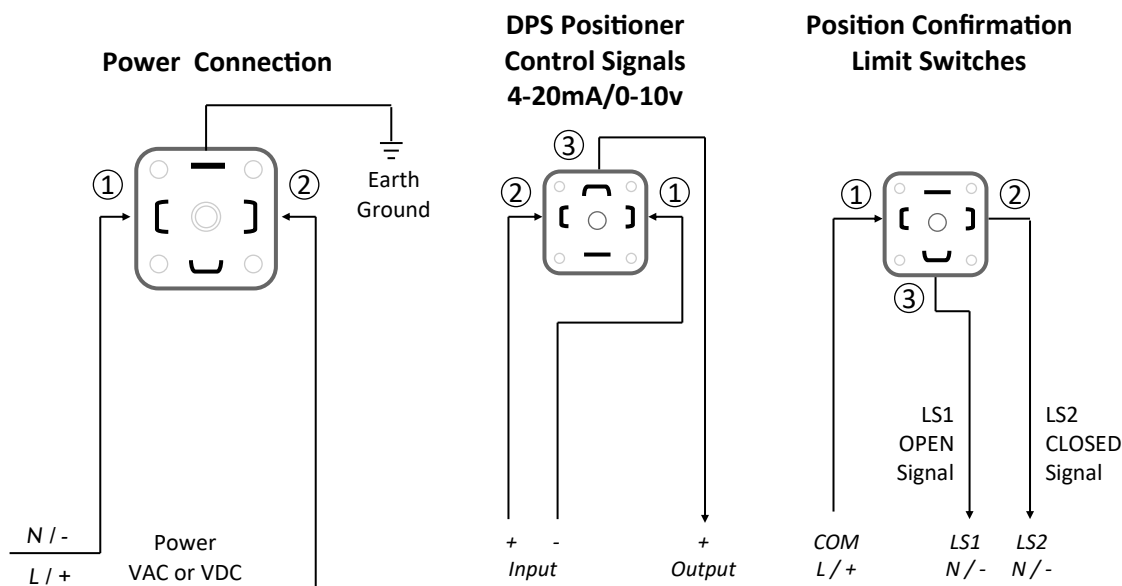 Power  Connection
①
②
Earth
Ground
N / -
L / +
Power
VAC or VDC
DPS Positioner
Control Signals
4-20mA/0-10v
③
②
①
+
-
Input
+
Output
Position Confirmation
Limit Switches
①
②
③
LS1
OPEN
Signal
LS2
CLOSED
Signal
COM
L / +
LS1
N / -
LS2
N / -